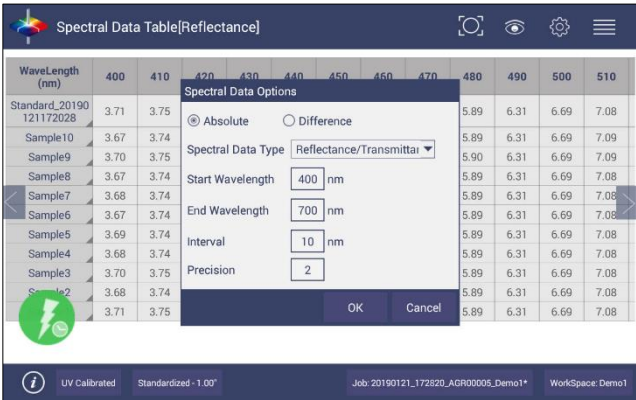 Spectral Data Table[Reflectance]
WaveLength (nm) 400 410 420 430 440 450 460 470 480 490 500 510
Spectral Data Options
Absolute Difference
Spectral Data Type Reflectance/Transmittar
Start Wavelength 400 nm
End Wavelength 700 nm
Interval 10 nm
Precision 2
OK Cancel
Standard_20190
121172028 3.71 3.75 5.89 6.31 6.69 7.08
Sample10 3.67 3.74 5.89 6.31 6.69 7.09
Sample9 3.70 3.75 5.90 6.31 6.69 7.09
Sample8 3.67 3.74 5.89 6.31 6.69 7.08
Sample7 3.68 3.74 5.89 6.31 6.69 7.08
Sample6 3.67 3.74 5.89 6.31 6.69 7.08
Sample5 3.69 3.74 5.89 6.31 6.69 7.08
Sample4 3.68 3.74 5.89 6.31 6.69 7.08
Sample3 3.70 3.75 5.89 6.31 6.69 7.08
3.68 3.74 5.89 6.31 6.69 7.08
3.71 3.75 5.89 6.31 6.69 7.08
i UV Calibrated Standardized - 1.00" Job: 20190121_172820_AGR00005_Demo1* WorkSpace: Demo1